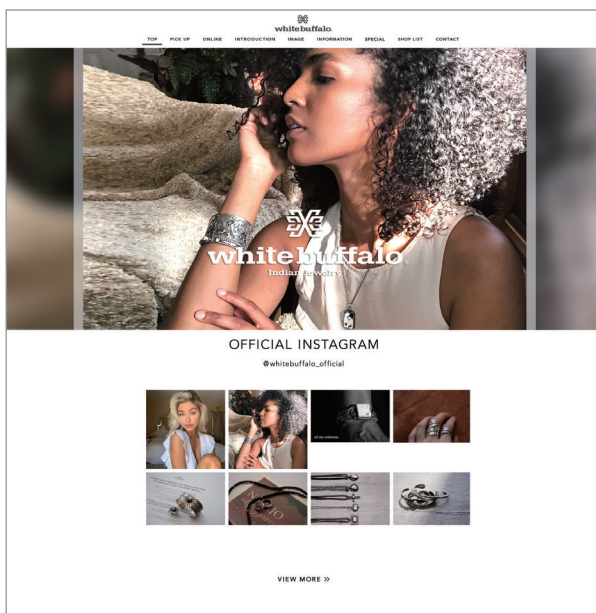 whitebuffalo.
TOP PICK UP ONLINE INTRODUCTION IMAGE INFORMATION SPECIAL SHOP LIST CONTACT
whitebuffalo.
Indian Jewelry
OFFICIAL INSTAGRAM
@whitebuffalo_official
VIEW MORE »